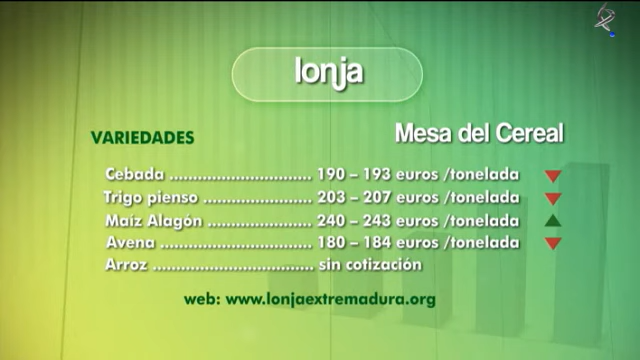 lonja
VARIEDADES
Mesa del Cereal
Cebada .............................. 190 – 193 euros /tonelada
Trigo pienso ....................... 203 – 207 euros /tonelada
Maíz Alagón ...................... 240 – 243 euros /tonelada
Avena ................................ 180 – 184 euros /tonelada
Arroz .................................. sin cotización
web: www.lonjaextremadura.org